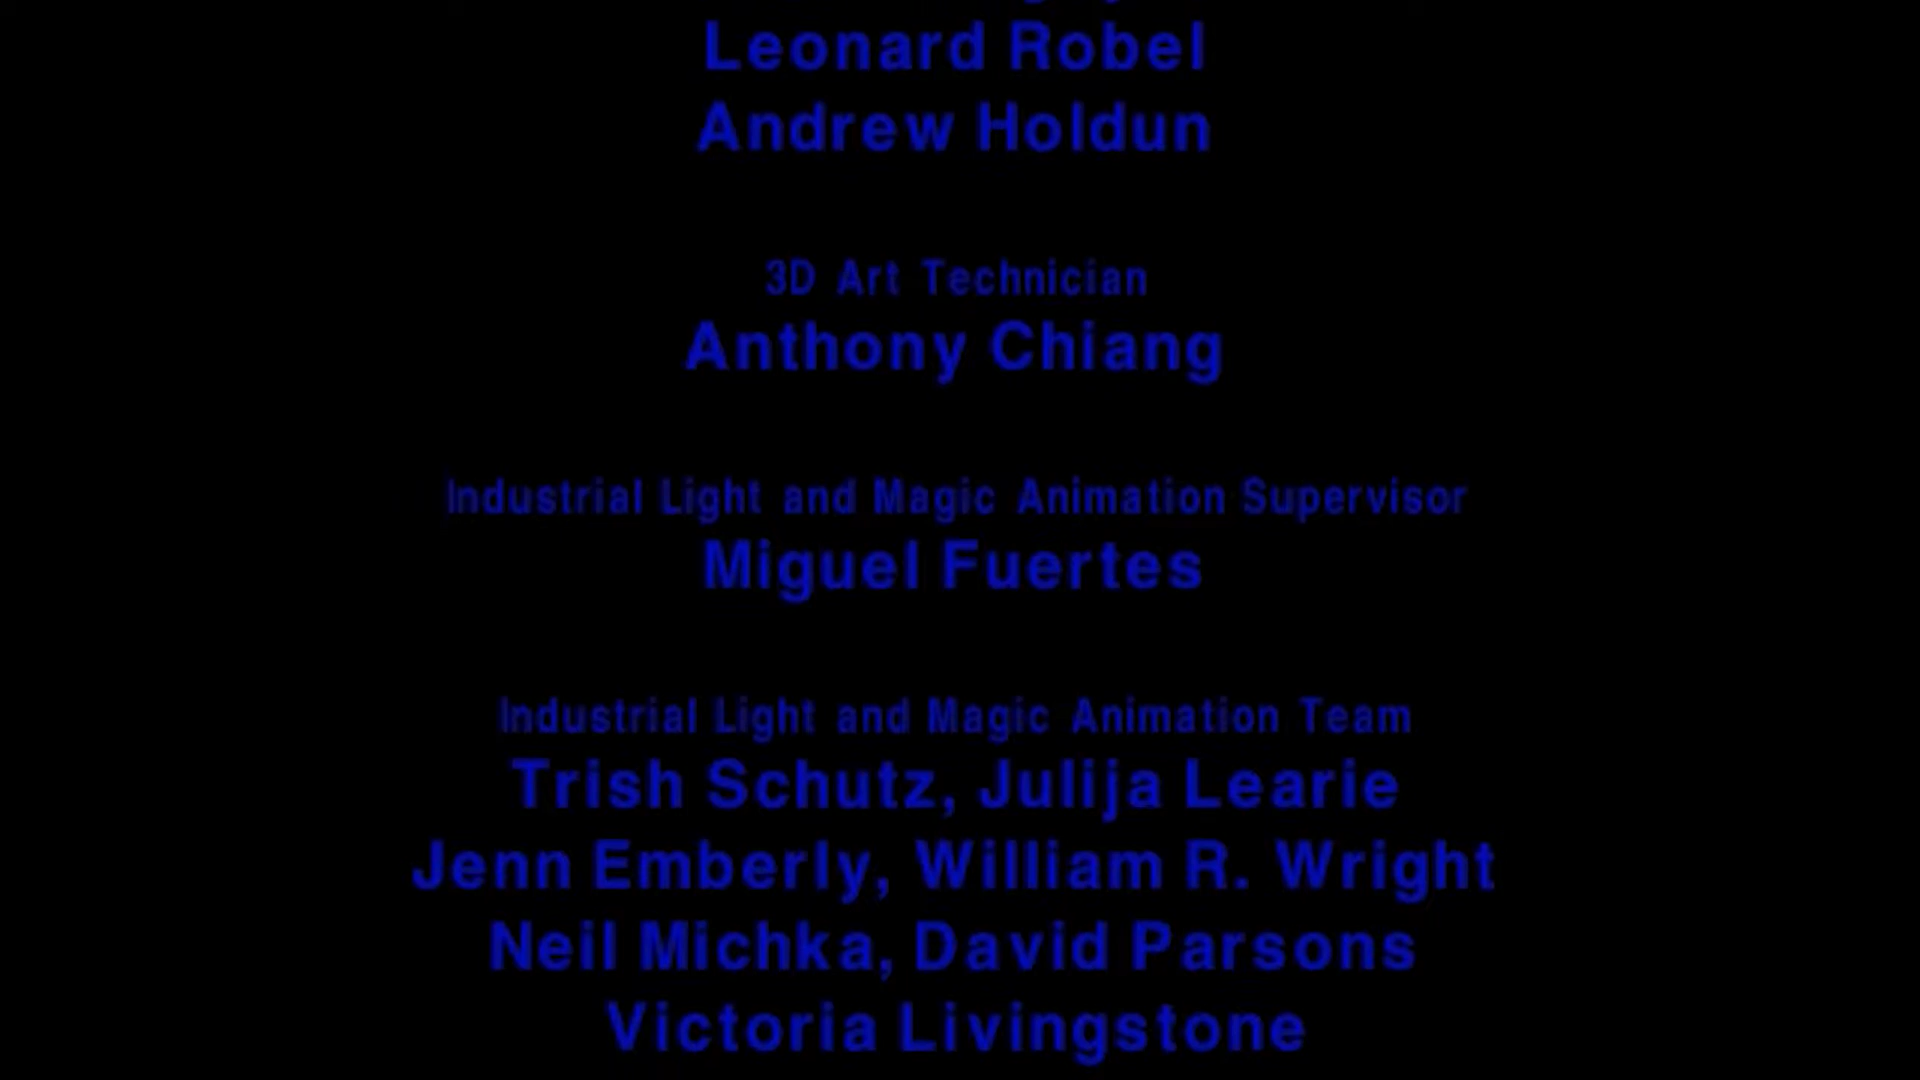 Leonard Robel
Andrew Holdun
3D Art Technician
Anthony Chiang
Industrial Light and Magic Animation Supervisor
Miguel Fuertes
Industrial Light and Magic Animation Team
Trish Schutz, Julija Learie
Jenn Emberly, William R. Wright
Neil Michka, David Parsons
Victoria Livingstone